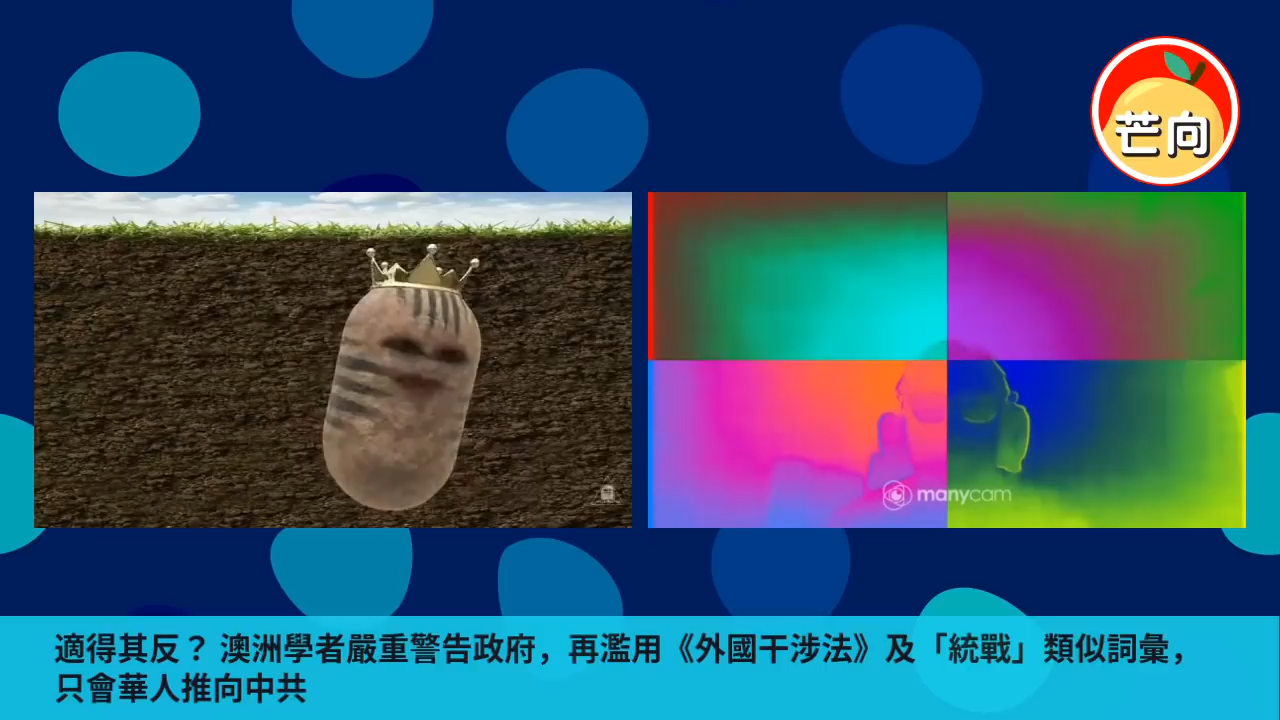 芒向
manycam
適得其反？ 澳洲學者嚴重警告政府，再濫用《外國干涉法》及「統戰」類似詞彙，
只會華人推向中共